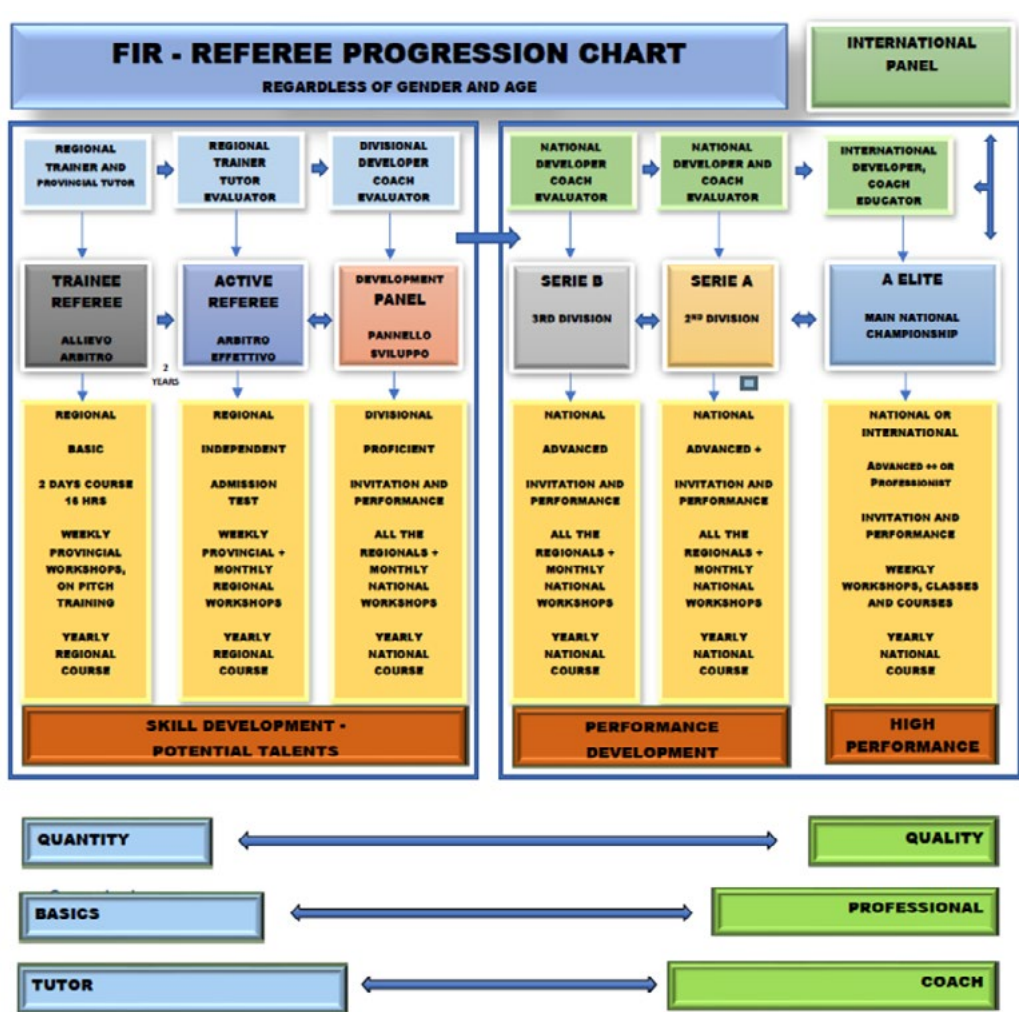 FIR - REFEREE PROGRESSION CHART
REGARDLESS OF GENDER AND AGE
INTERNATIONAL
PANEL
REGIONAL
TRAINER AND
PROVINCIAL TUTOR
REGIONAL
TRAINER
TUTOR
EVALUATOR
DIVISIONAL
DEVELOPER
COACH
EVALUATOR
NATIONAL
DEVELOPER
COACH
EVALUATOR
NATIONAL
DEVELOPER AND
COACH
EVALUATOR
INTERNATIONAL
DEVELOPER,
COACH
EDUCATOR
TRAINEE
REFEREE
ALLIEVO
ARBITRO
2
YEARS
ACTIVE
REFEREE
ARBITRO
EFFETTIVO
DEVELOPMENT
PANEL
PANNELLO
SVILUPPO
SERIE B
3RD DIVISION
SERIE A
2ND DIVISION
A ELITE
MAIN NATIONAL
CHAMPIONSHIP
REGIONAL
BASIC
2 DAYS COURSE
16 HRS
WEEKLY
PROVINCIAL
WORKSHOPS,
ON PITCH
TRAINING
YEARLY
REGIONAL
COURSE
REGIONAL
INDEPENDENT
ADMISSION
TEST
WEEKLY
PROVINCIAL +
MONTHLY
REGIONAL
WORKSHOPS
YEARLY
REGIONAL
COURSE
DIVISIONAL
PROFICIENT
INVITATION AND
PERFORMANCE
ALL THE
REGIONALS +
MONTHLY
NATIONAL
WORKSHOPS
YEARLY
NATIONAL
COURSE
NATIONAL
ADVANCED
INVITATION AND
PERFORMANCE
ALL THE
REGIONALS +
MONTHLY
NATIONAL
WORKSHOPS
YEARLY
NATIONAL
COURSE
NATIONAL
ADVANCED +
INVITATION AND
PERFORMANCE
ALL THE
REGIONALS +
MONTHLY
NATIONAL
WORKSHOPS
YEARLY
NATIONAL
COURSE
NATIONAL OR
INTERNATIONAL
ADVANCED ++ OR
PROFESSIONIST
INVITATION AND
PERFORMANCE
WEEKLY
WORKSHOPS, CLASSES
AND COURSES
YEARLY
NATIONAL
COURSE
SKILL DEVELOPMENT -
POTENTIAL TALENTS
PERFORMANCE
DEVELOPMENT
HIGH
PERFORMANCE
QUANTITY
QUALITY
BASICS
PROFESSIONAL
TUTOR
COACH